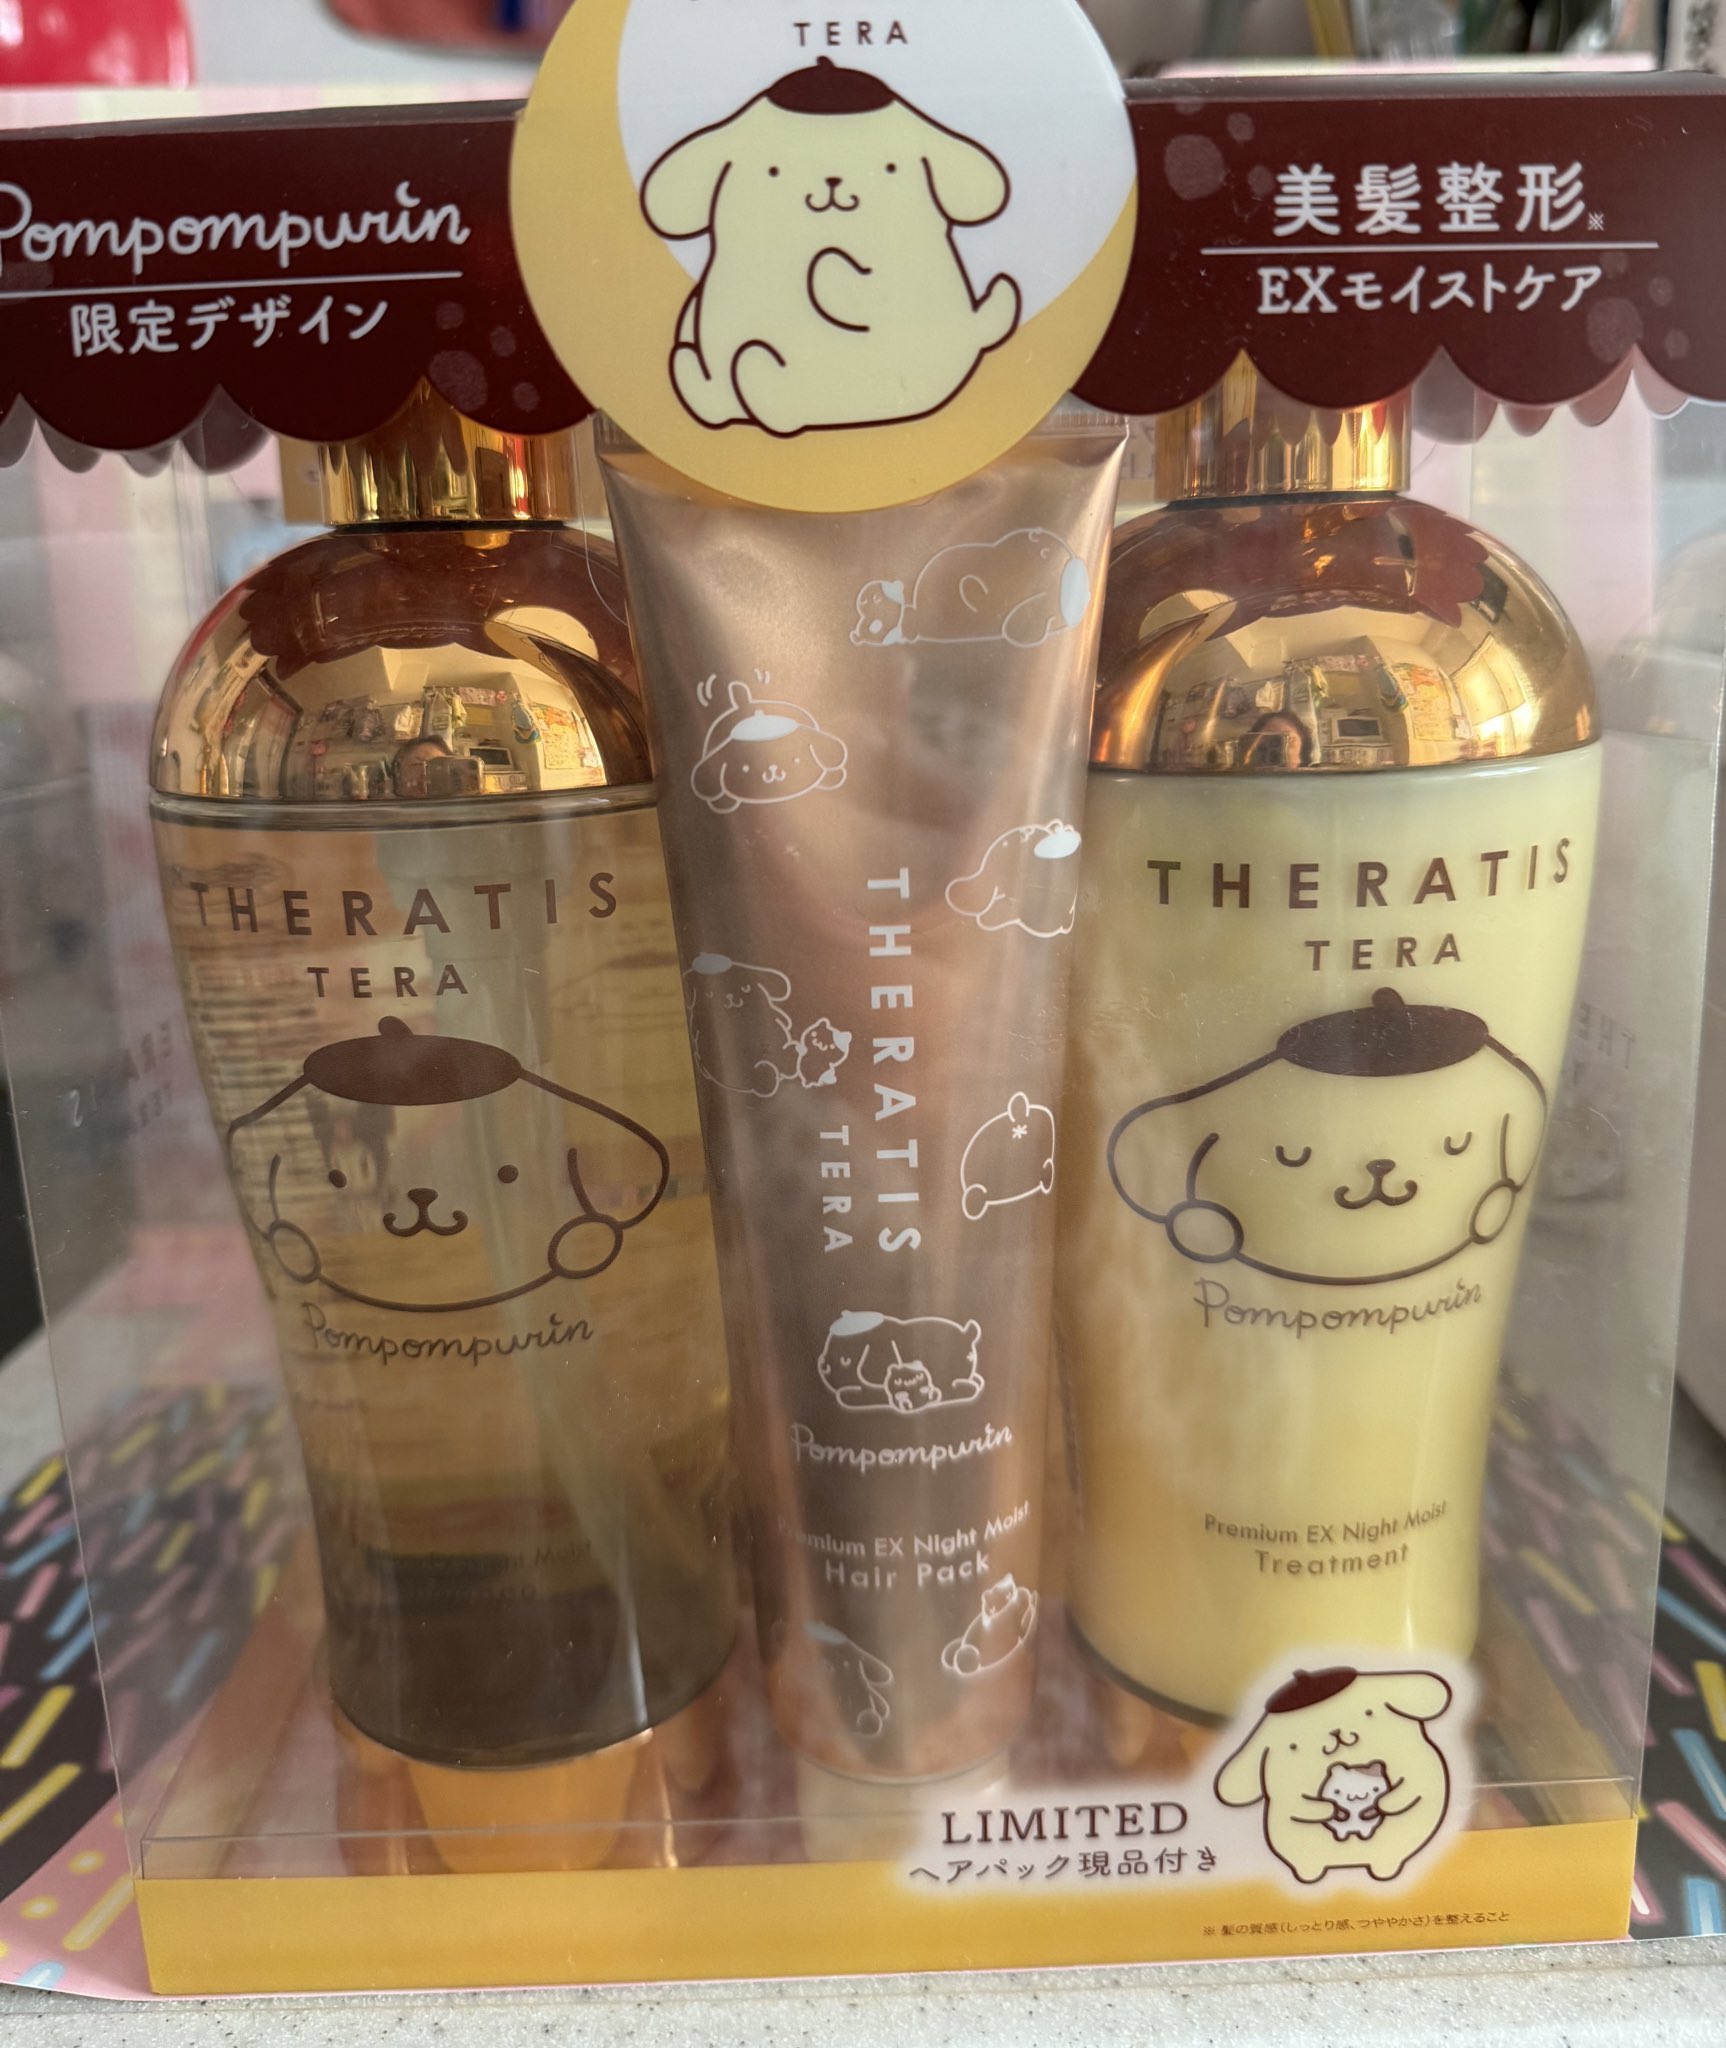 TERA
Pompompurin
限定デザイン
美髪整形※
EXモイストケア
THERATIS
TERA
Pompompurin
THERATIS
TERA
Pompompurin
Premium EX Night Moist
Hair Pack
THERATIS
TERA
Pompompurin
Premium EX Night Moist
Treatment
LIMITED
ヘアパック現品付き
※ 髪の質感(しっとり感、つややかさ)を整えること